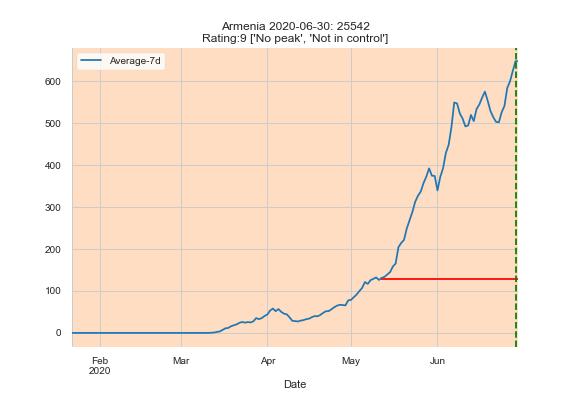 Armenia 2020-06-30: 25542
Rating:9 ['No peak', 'Not in control']
Average-7d
600
500
400
300
200
100
0
Feb
2020
Mar
Apr
May
Jun
Date